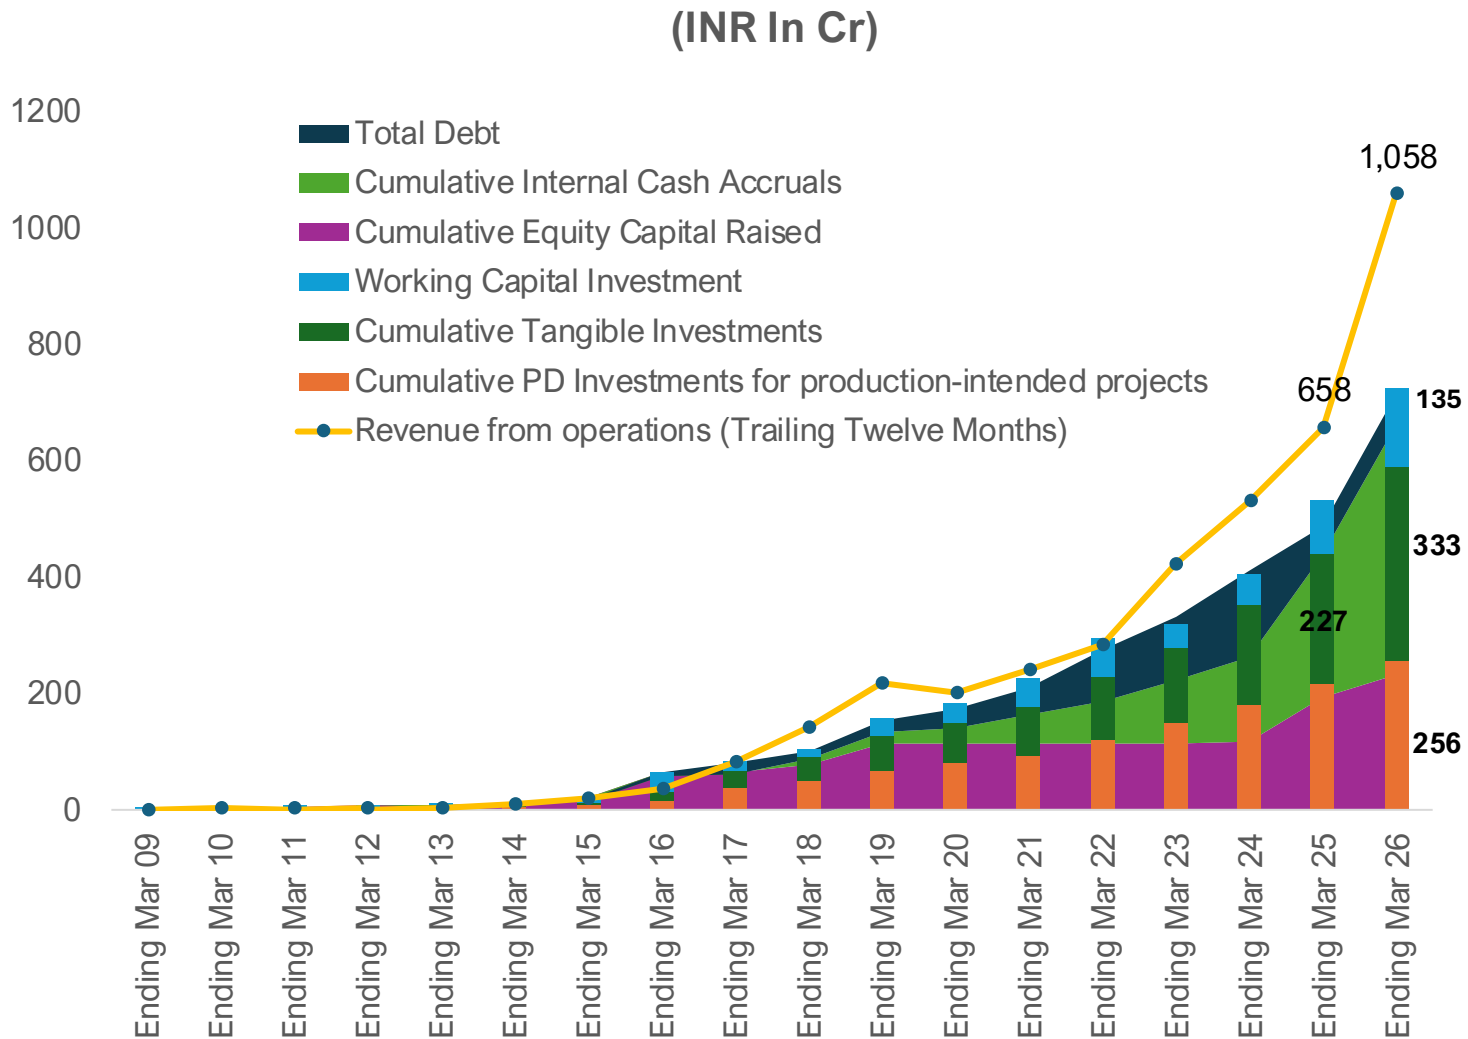 (INR In Cr)
1200
1000
800
600
400
200
0
Total Debt
Cumulative Internal Cash Accruals
Cumulative Equity Capital Raised
Working Capital Investment
Cumulative Tangible Investments
Cumulative PD Investments for production-intended projects
Revenue from operations (Trailing Twelve Months)
1,058
658
135
333
227
256
Ending Mar 09
Ending Mar 10
Ending Mar 11
Ending Mar 12
Ending Mar 13
Ending Mar 14
Ending Mar 15
Ending Mar 16
Ending Mar 17
Ending Mar 18
Ending Mar 19
Ending Mar 20
Ending Mar 21
Ending Mar 22
Ending Mar 23
Ending Mar 24
Ending Mar 25
Ending Mar 26